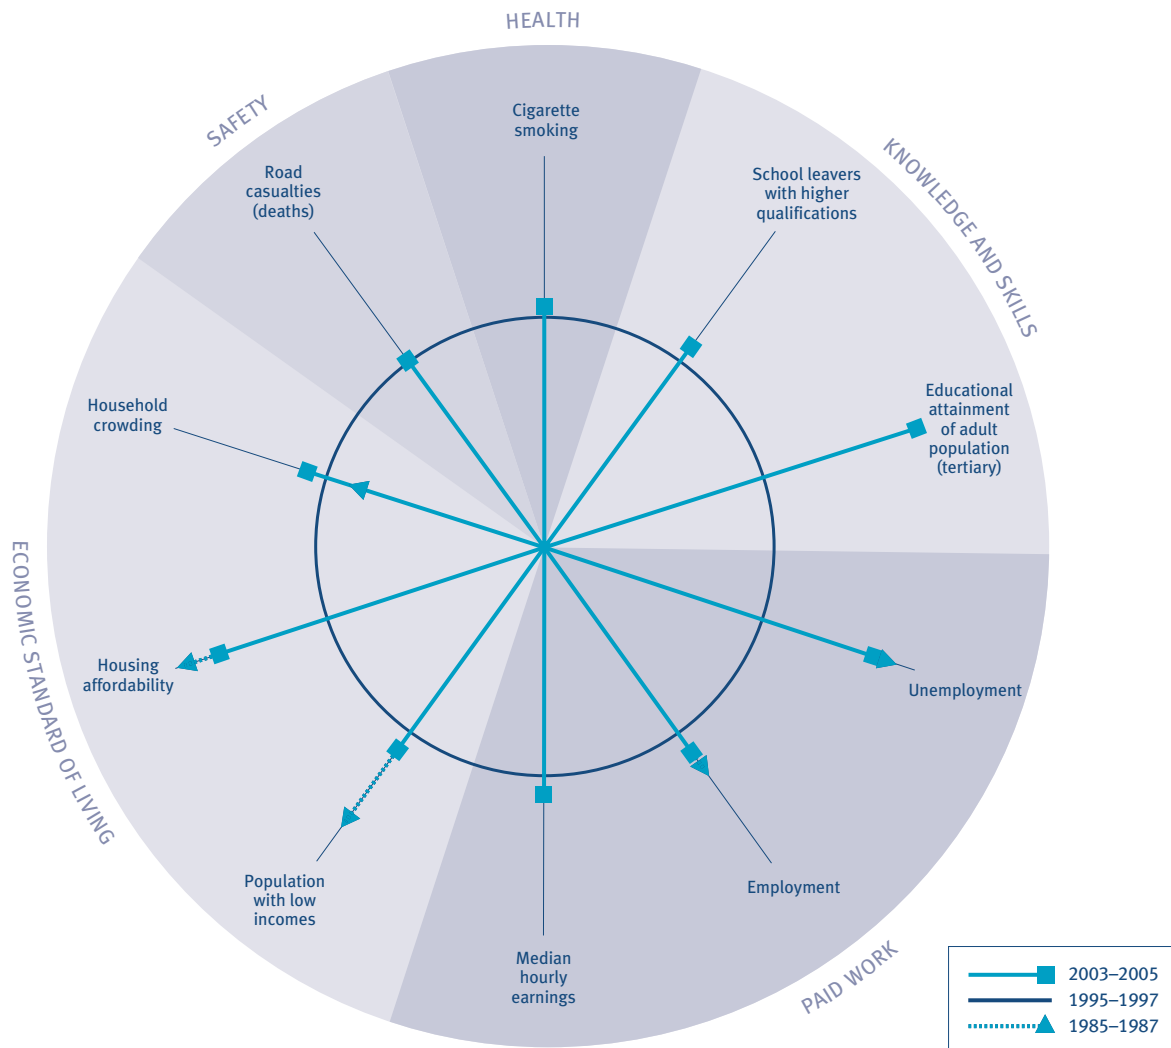 HEALTH
SAFETY
KNOWLEDGE AND SKILLS
Cigarette
smoking
Road
casualties
(deaths)
School leavers
with higher
qualifications
Household
crowding
Educational
attainment
of adult
population
(tertiary)
ECONOMIC STANDARD OF LIVING
Housing
affordability
Unemployment
Population
with low
incomes
Employment
Median
hourly
earnings
PAID WORK
2003–2005
1995–1997
1985–1987